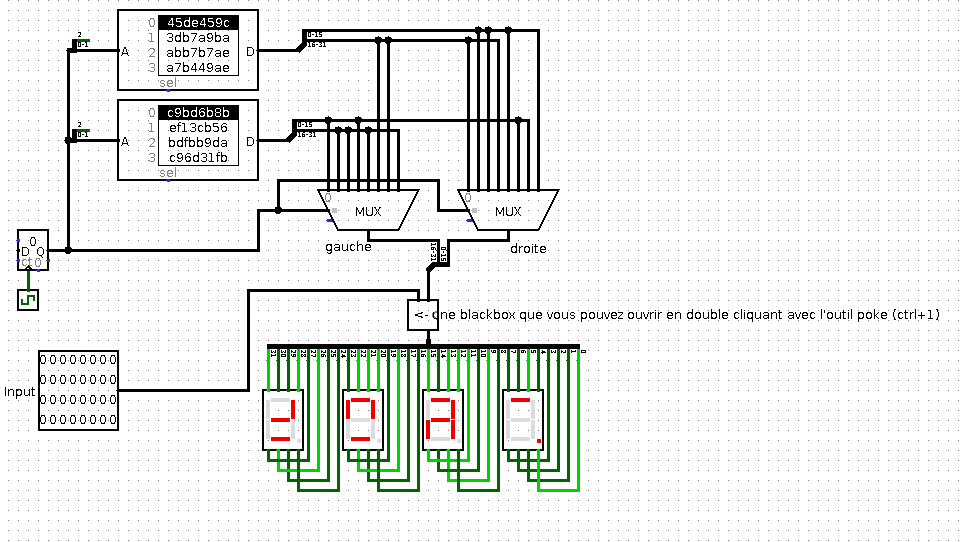 0 45de459c
1 3db7a9ba
2 abb7b7ae
3 a7b449ae
A D
sel
2
0-1
0-15
16-31
0 c9bd6b8b
1 ef13cb56
2 bdfbb9da
3 c96d31fb
A D
sel
2
0-1
0-15
16-31
0 MUX
0 MUX
gauche
droite
16-31 0-15
0
D Q
ct 0
<- une blackbox que vous pouvez ouvrir en double cliquant avec l'outil poke (ctrl+1)
31 30 29 28 27 26 25 24 23 22 21 20 19 18 17 16 15 14 13 12 11 10 9 8 7 6 5 4 3 2 1 0
Input
00000000
00000000
00000000
00000000